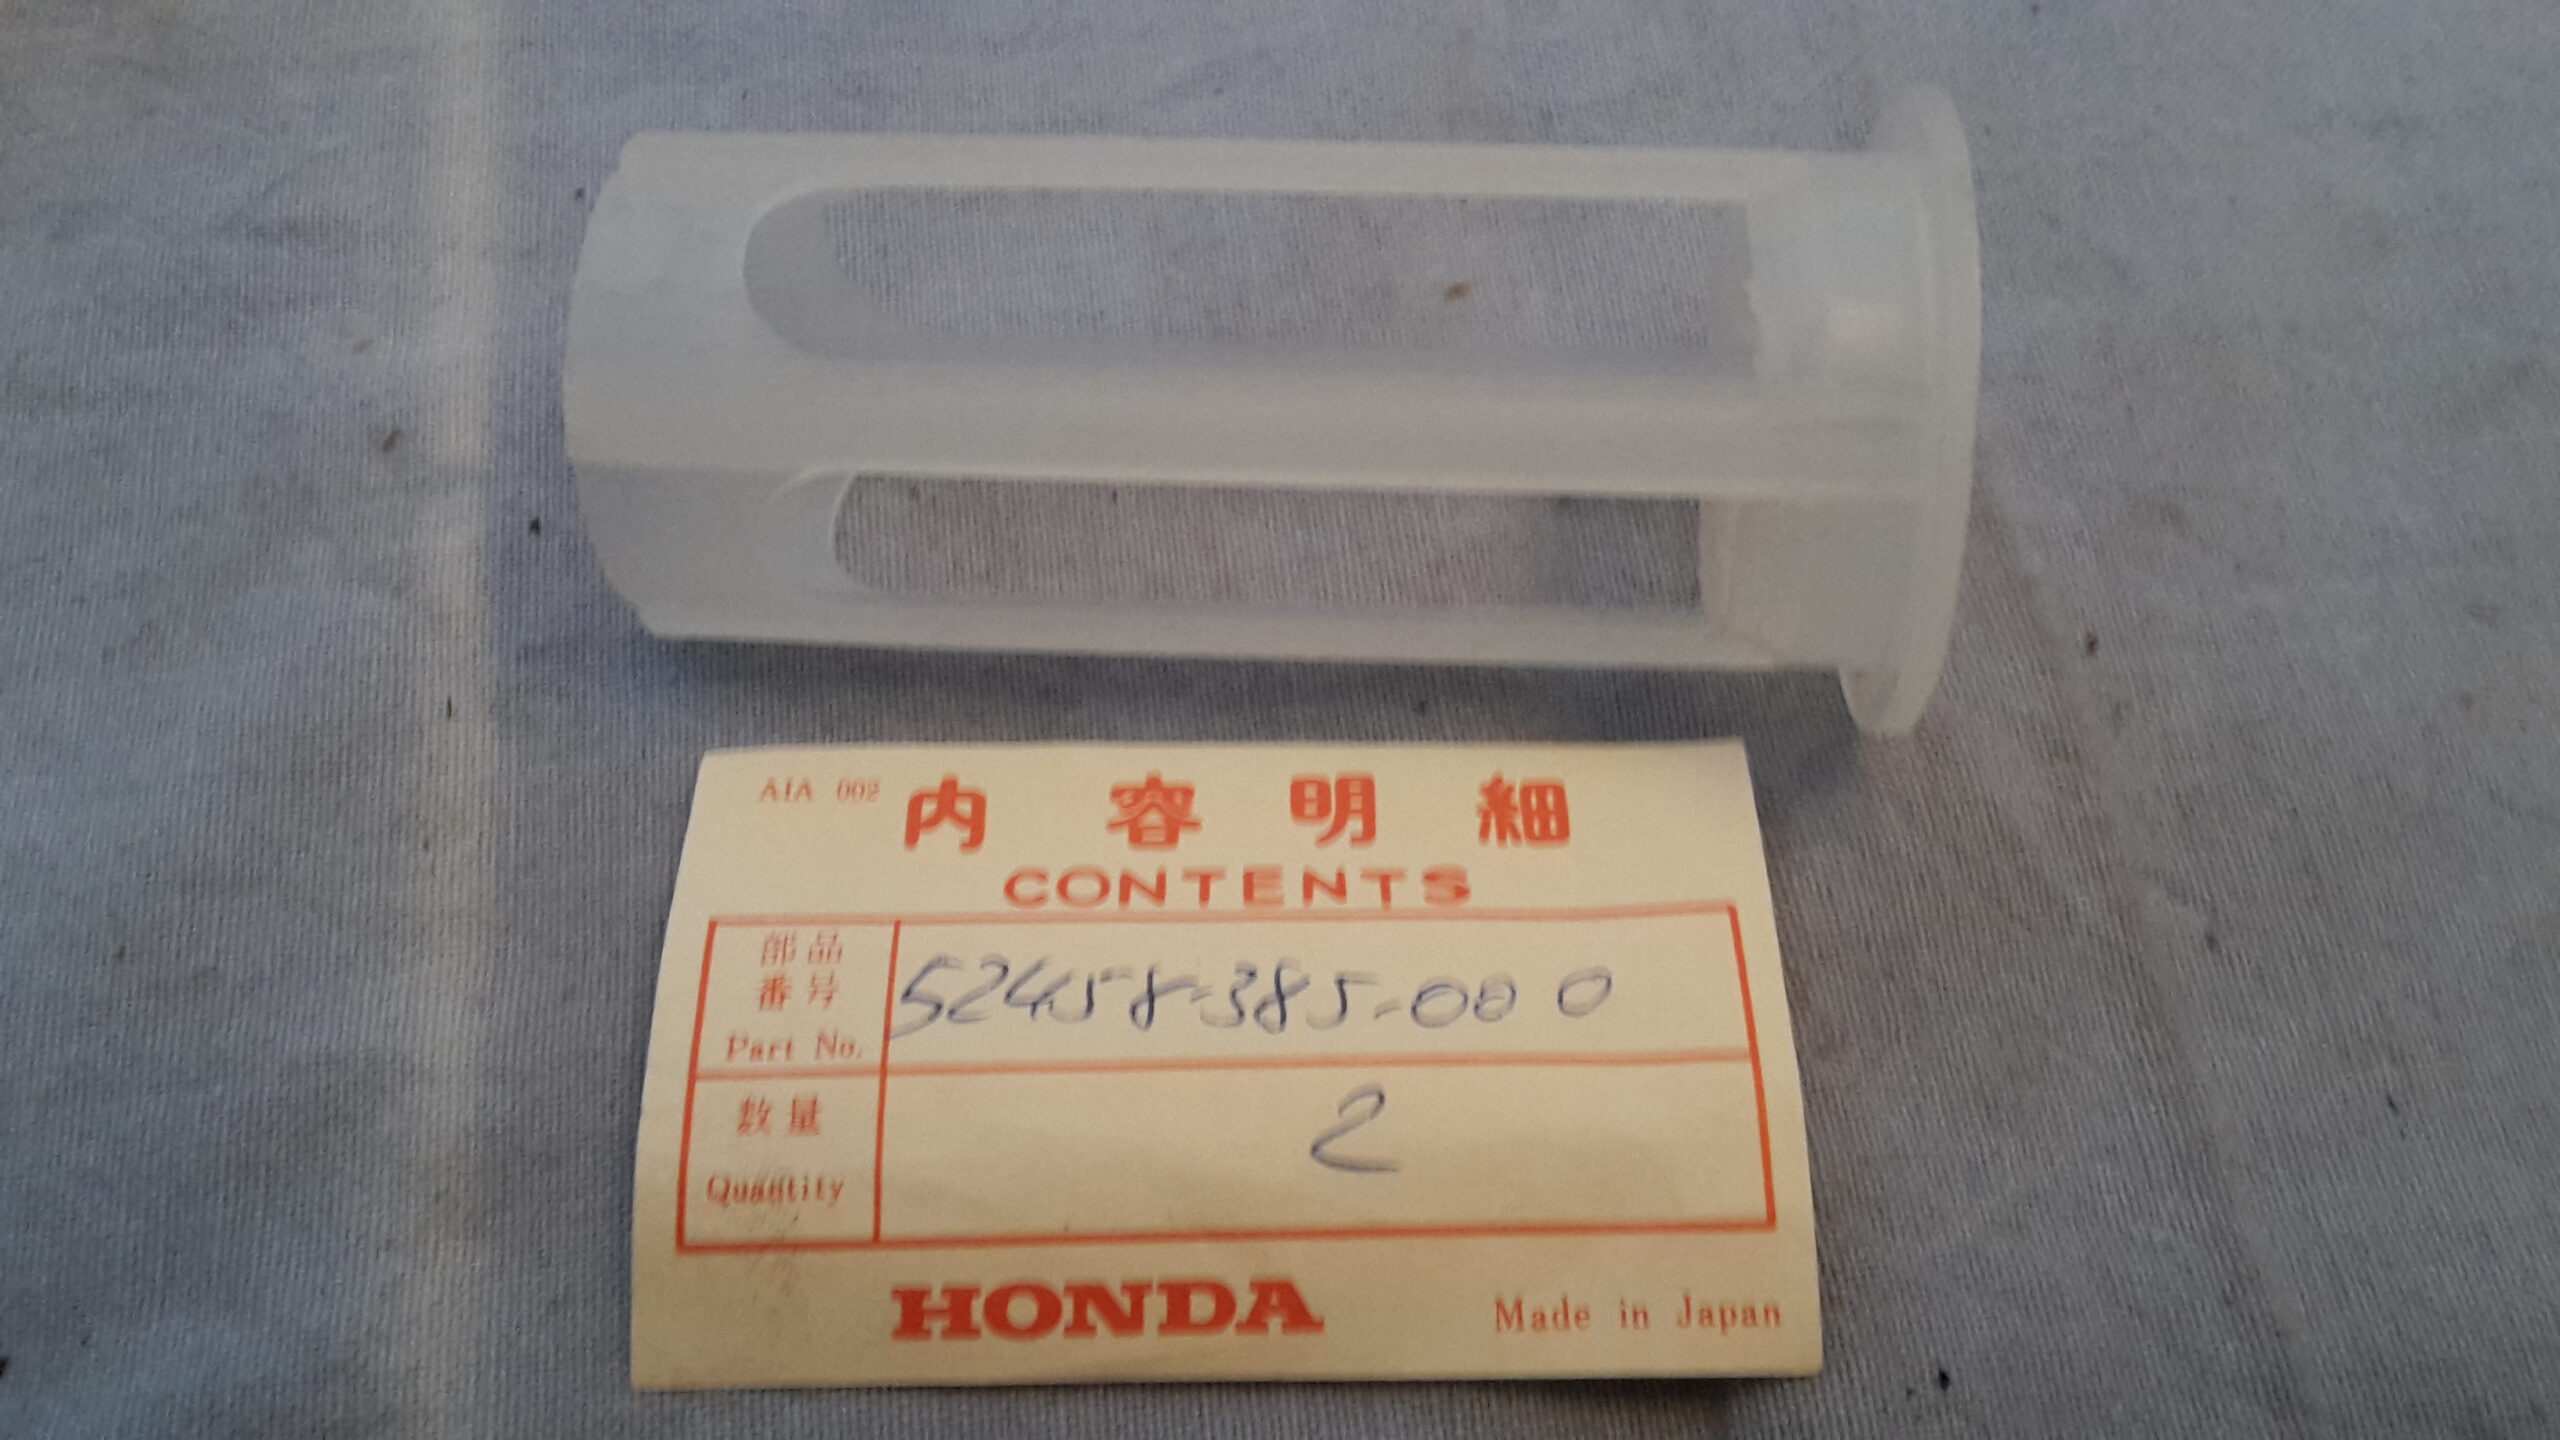 AIA 002
内容明細
CONTENTS
部品
番号
Part No.
52458-385-000
数量
Quantity
2
HONDA
Made in Japan